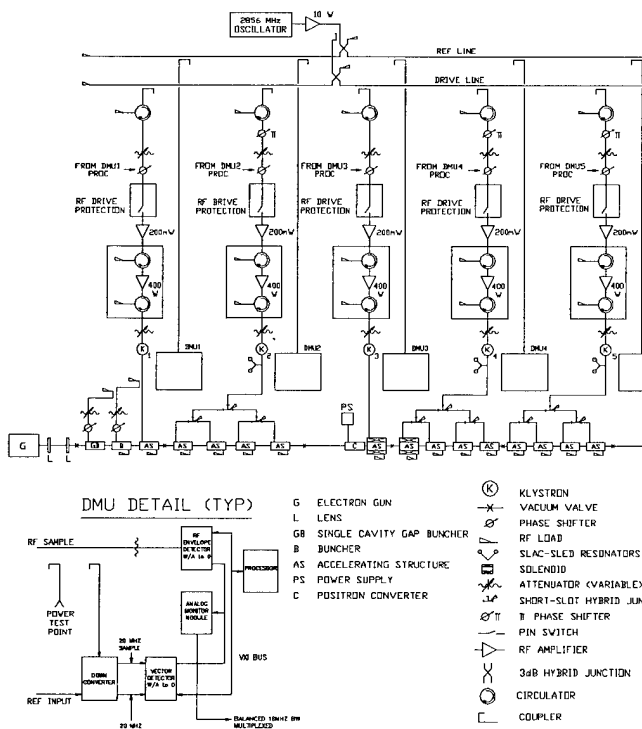 2856 MHz
OSCILLATOR
10 W
REF LINE
DRIVE LINE
π π π
FROM DMU1
PROC
FROM DMU2
PROC
FROM DMU3
PROC
FROM DMU4
PROC
FROM DMU5
PROC
RF DRIVE
PROTECTION
RF DRIVE
PROTECTION
RF DRIVE
PROTECTION
RF DRIVE
PROTECTION
RF DRIVE
PROTECTION
200mW 200mW 200mW 200mW 200mW
400
W
400
W
400
W
400
W
400
W
K 1 DMU1 K 2 DMU2 K 3 DMU3 K 4 DMU4 K 5
PS
G L L GB B AS AS AS AS AS C AS AS AS AS AS AS AS AS AS
DMU DETAIL (TYP)
RF SAMPLE
RF
ENVELOPE
DETECTOR
W/A to D
PROCESSOR
POWER
TEST
POINT
ANALOG
MONITOR
MODULE
20 MHZ
SAMPLE
VXI BUS
DOWN
CONVERTER
VECTOR
DETECTOR
W/A to D
REF INPUT
20 MHZ
BALANCED 10MHZ BW
MULTIPLEXED
G ELECTRON GUN
L LENS
GB SINGLE CAVITY GAP BUNCHER
B BUNCHER
AS ACCELERATING STRUCTURE
PS POWER SUPPLY
C POSITRON CONVERTER
K KLYSTRON
VACUUM VALVE
PHASE SHIFTER
RF LOAD
SLAC-SLED RESONATORS
SOLENOID
ATTENUATOR (VARIABLE)
SHORT-SLOT HYBRID JUN
π π PHASE SHIFTER
PIN SWITCH
RF AMPLIFIER
3dB HYBRID JUNCTION
CIRCULATOR
COUPLER